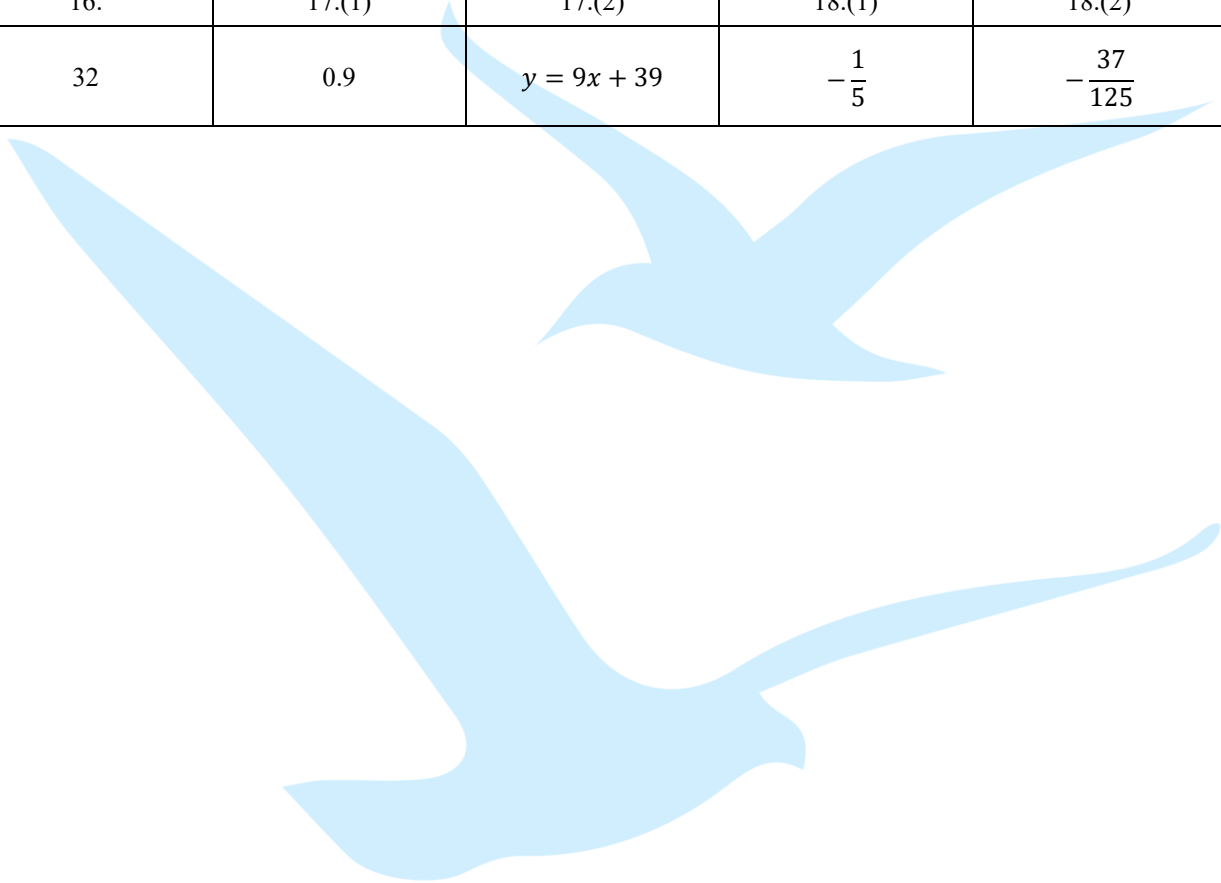 16. 17.(1) 17.(2) 18.(1) 18.(2)
32 0.9 y = 9x + 39 −1/5 −37/125